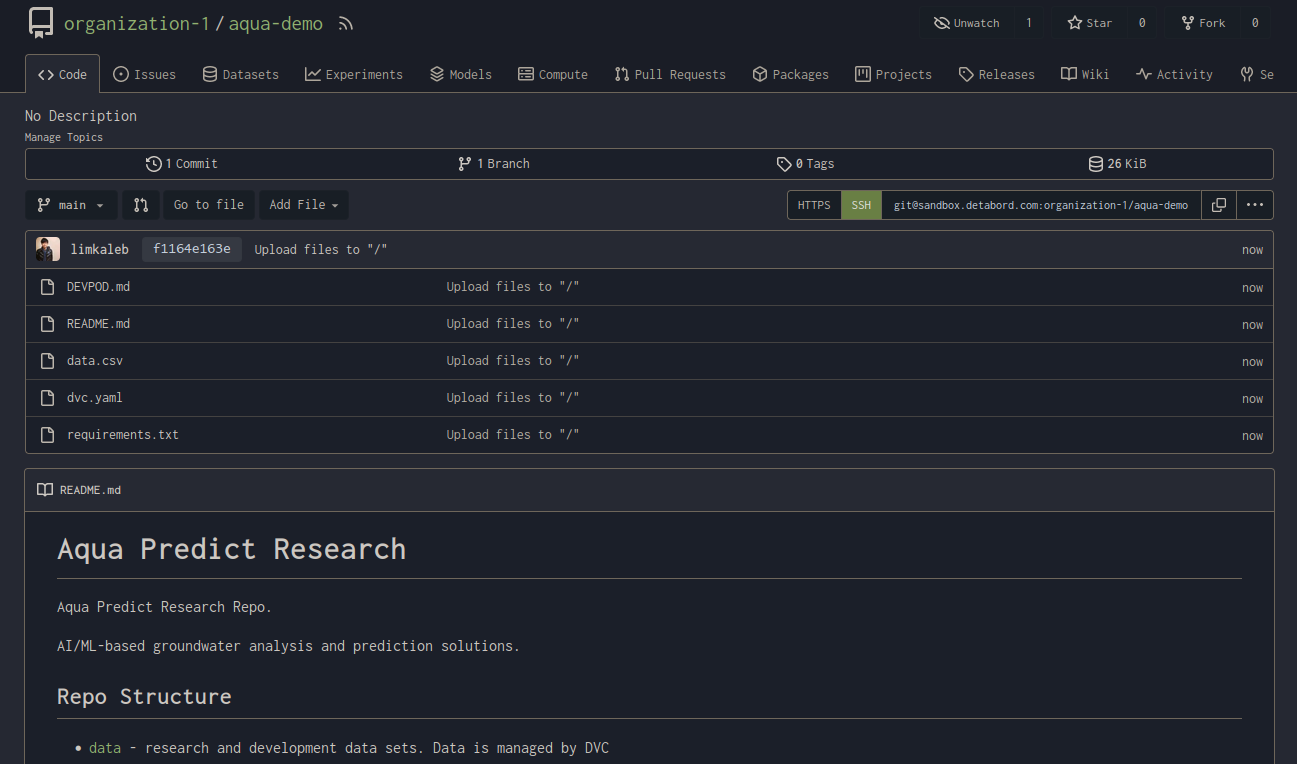 organization-1 / aqua-demo Unwatch 1 Star 0 Fork 0
Code Issues Datasets Experiments Models Compute Pull Requests Packages Projects Releases Wiki Activity Se
No Description
Manage Topics
1 Commit 1 Branch 0 Tags 26 KiB
main Go to file Add File HTTPS SSH git@sandbox.detabord.com:organization-1/aqua-demo
limkaleb f1164e163e Upload files to "/" now
DEVPOD.md Upload files to "/" now
README.md Upload files to "/" now
data.csv Upload files to "/" now
dvc.yaml Upload files to "/" now
requirements.txt Upload files to "/" now
README.md
Aqua Predict Research
Aqua Predict Research Repo.
AI/ML-based groundwater analysis and prediction solutions.
Repo Structure
• data - research and development data sets. Data is managed by DVC